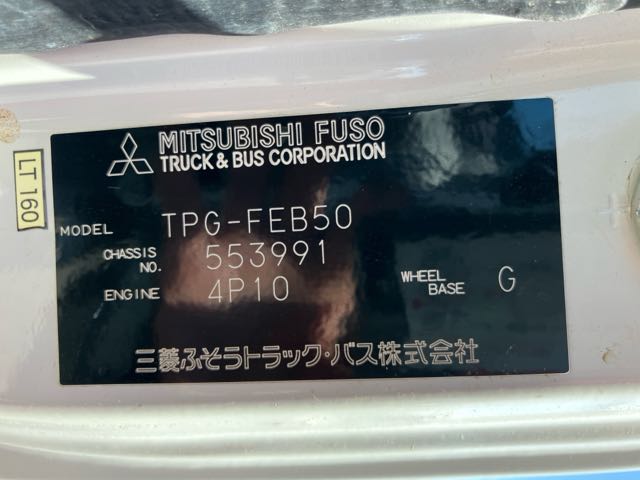 MITSUBISHI FUSO
TRUCK & BUS CORPORATION
LT 160
MODEL TPG-FEB50
CHASSIS NO. 553991
ENGINE 4P10
WHEEL BASE G
三菱ふそうトラック・バス株式会社